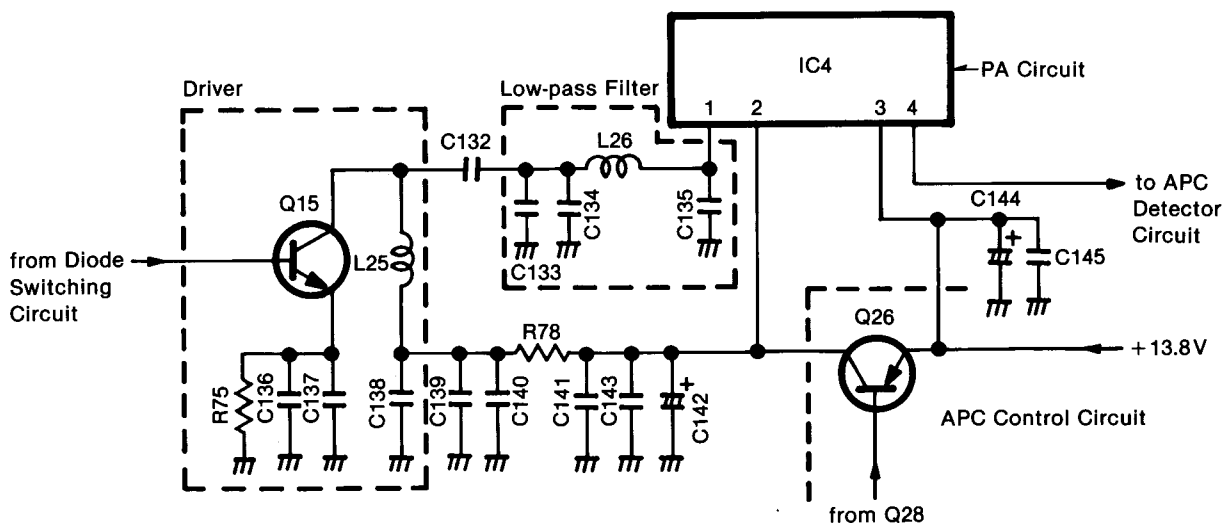 IC4
PA Circuit
1 2 3 4
Driver
Low-pass Filter
C132
L26
Q15
L25
C133
C134
C135
to APC
Detector
Circuit
C144
C145
from Diode
Switching
Circuit
R75
C136
C137
C138
C139
C140
R78
C141
C143
C142
+
+
Q26
+13.8V
APC Control Circuit
from Q28